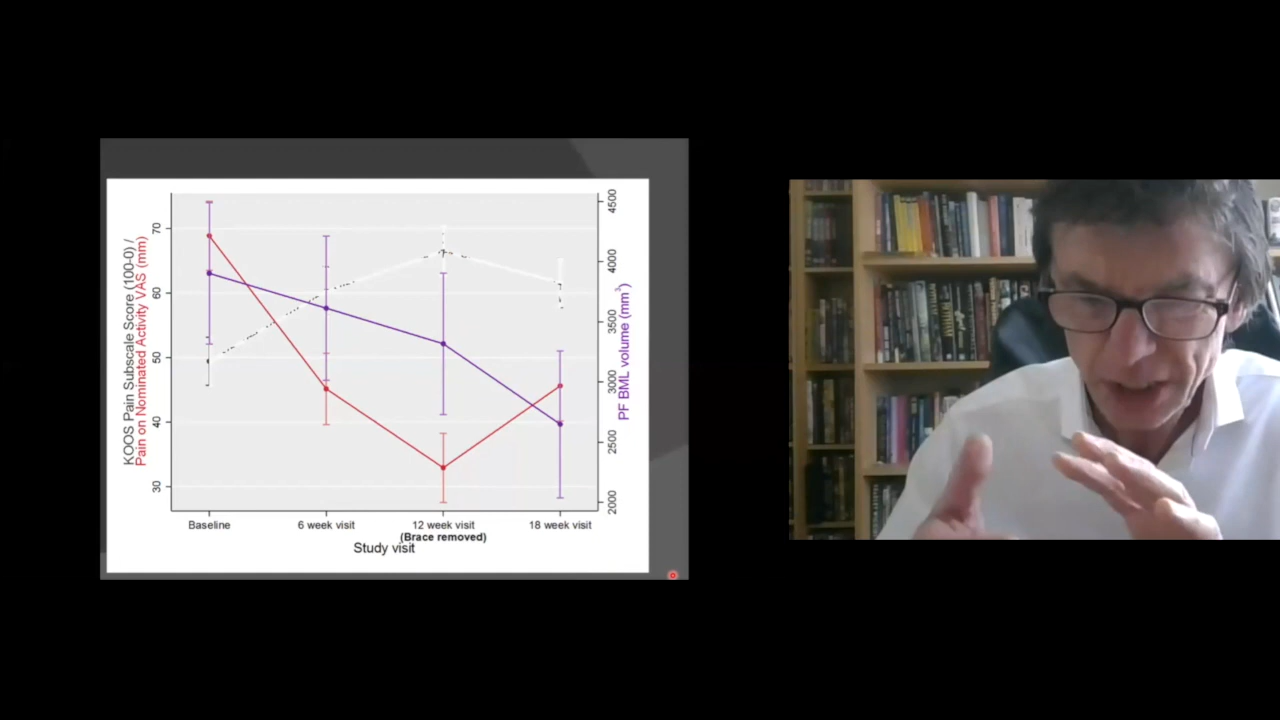 KOOS Pain Subscale Score (100-0) /
Pain on Nominated Activity VAS (mm)
70
60
50
40
30
4500
4000
3500
3000
2500
2000
PF BML volume (mm³)
Baseline
6 week visit
12 week visit
18 week visit
(Brace removed)
Study visit